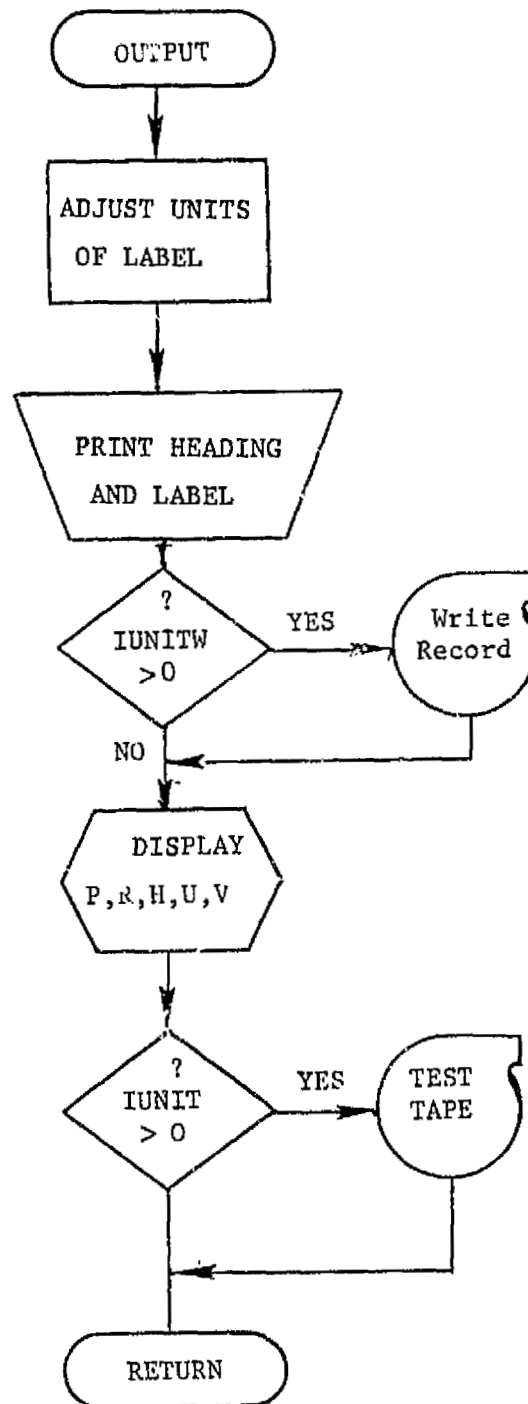 OUTPUT
ADJUST UNITS
OF LABEL
PRINT HEADING
AND LABEL
?
IUNITW
>0
YES
Write
Record
NO
DISPLAY
P,R,H,U,V
?
IUNIT
> 0
YES
TEST
TAPE
RETURN